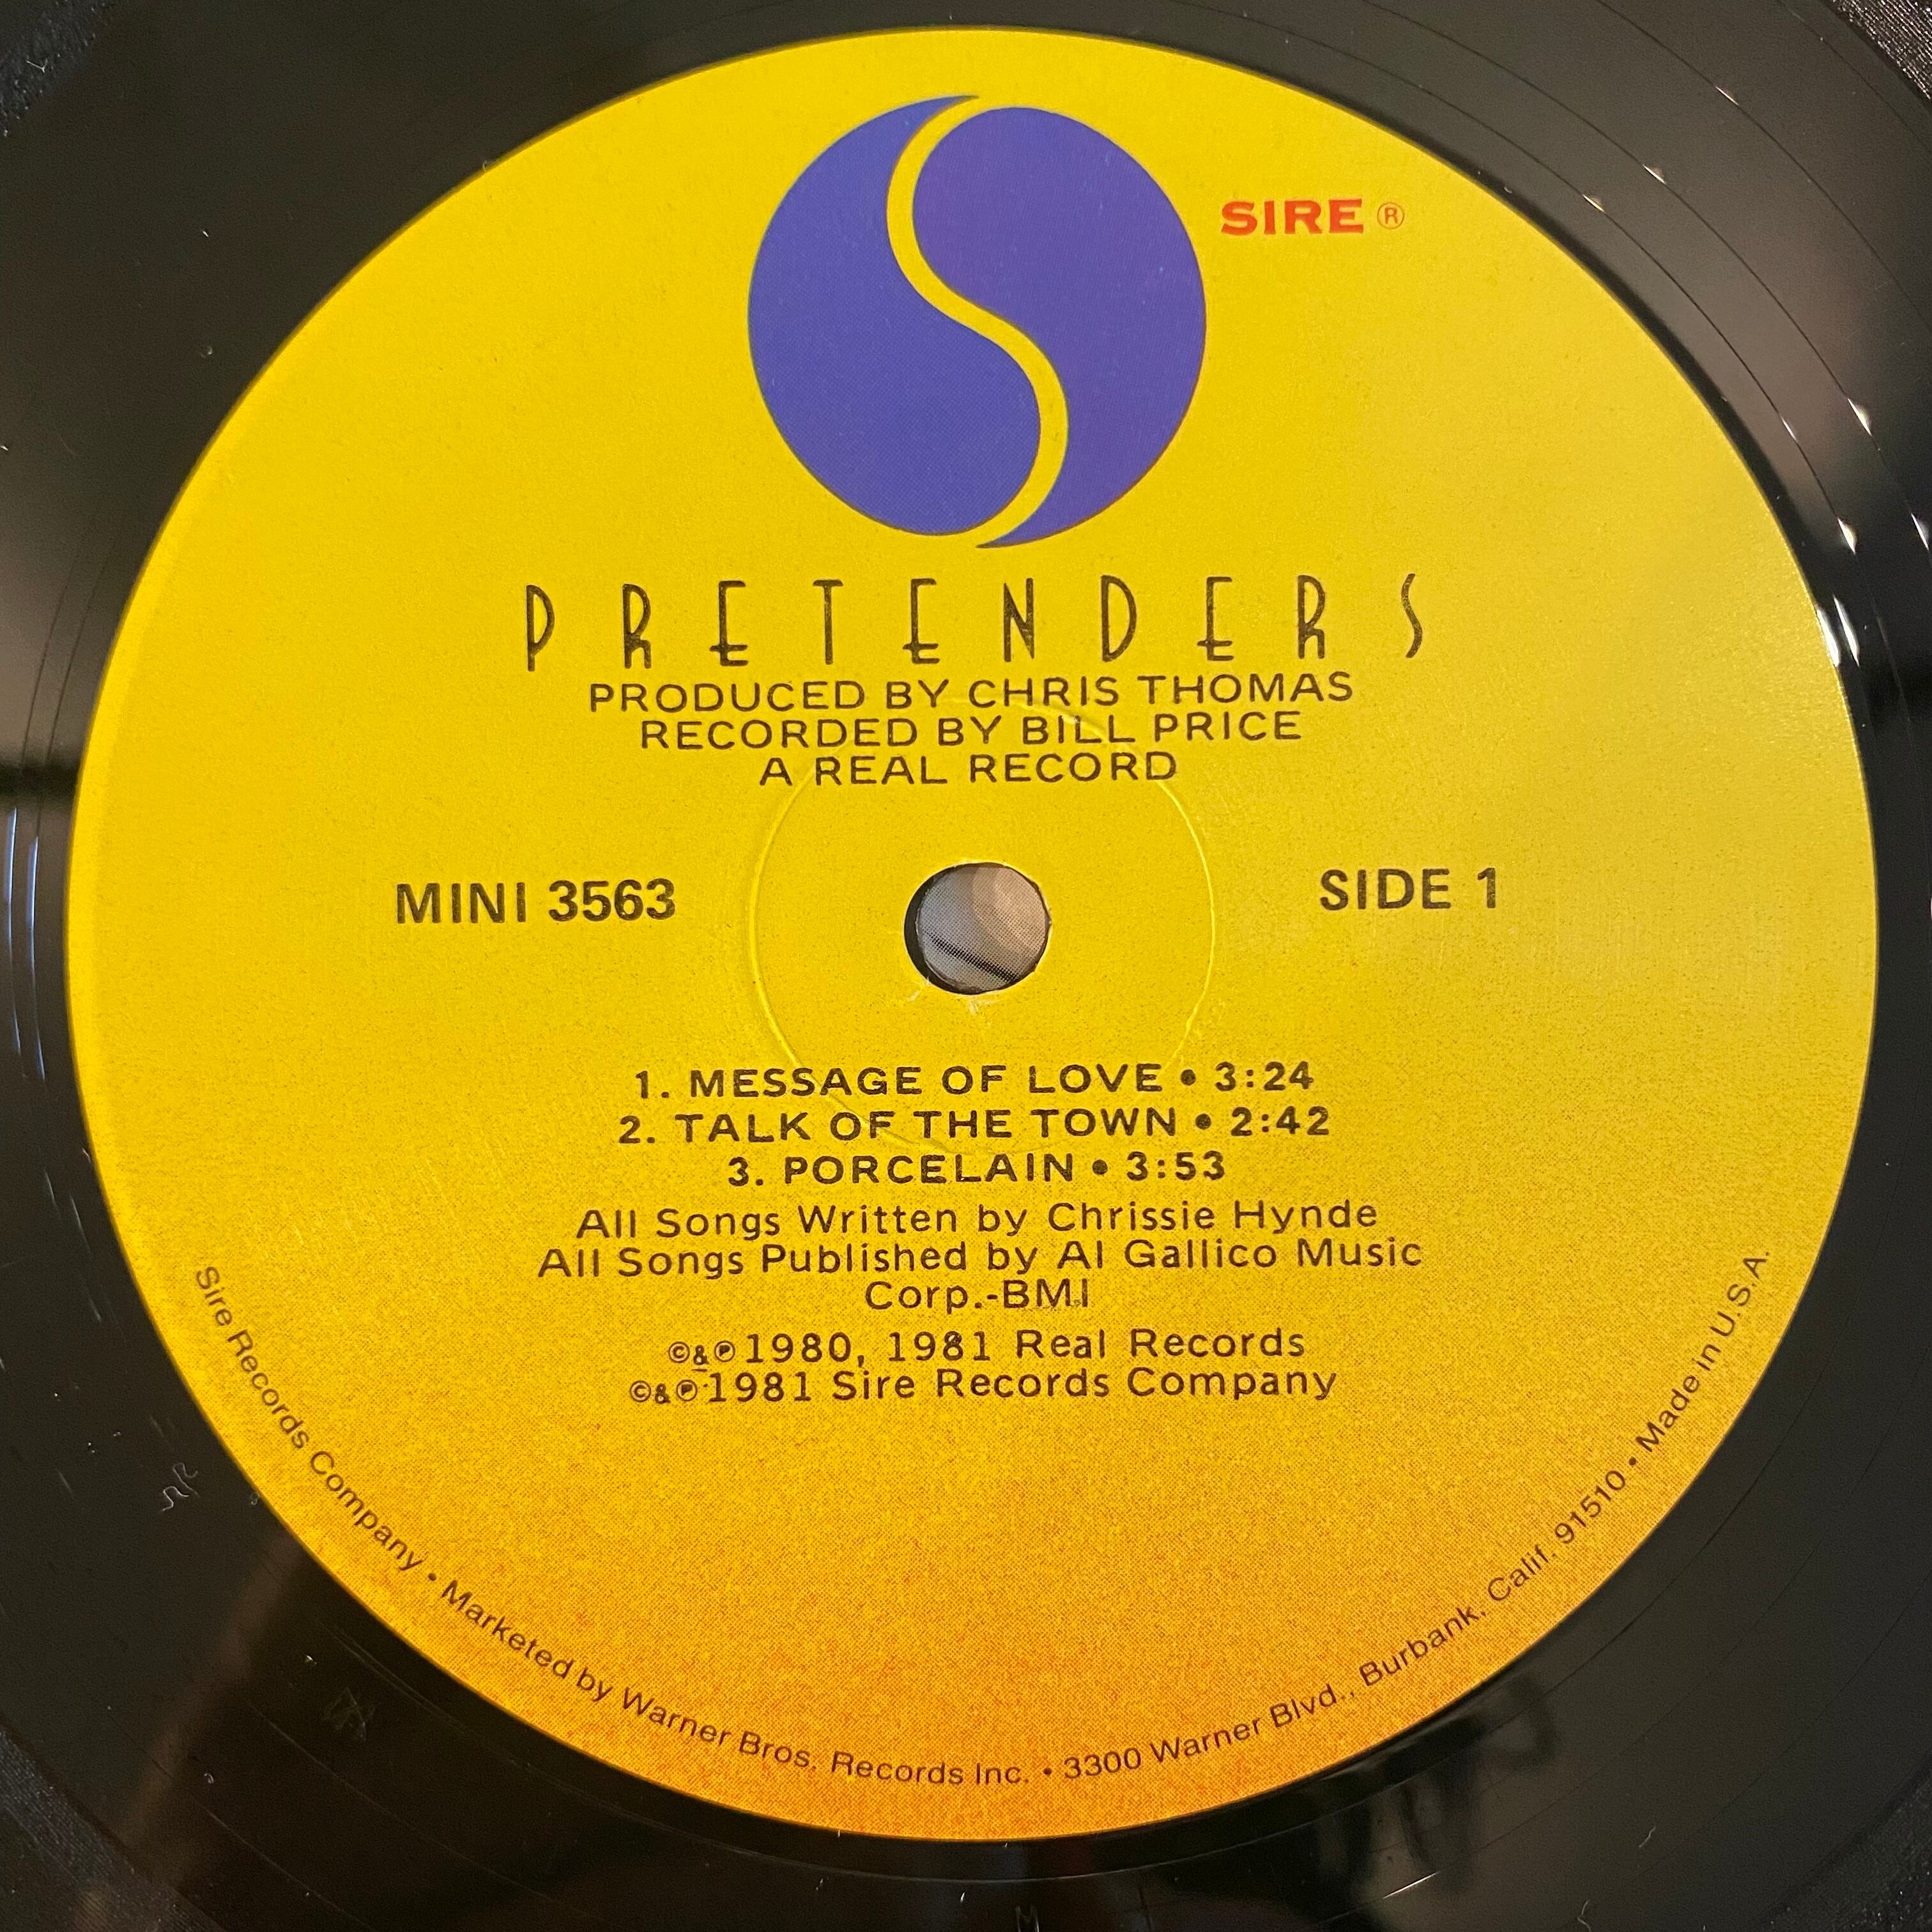 SIRE ®
PRETENDERS
PRODUCED BY CHRIS THOMAS
RECORDED BY BILL PRICE
A REAL RECORD
MINI 3563
SIDE 1
1. MESSAGE OF LOVE • 3:24
2. TALK OF THE TOWN • 2:42
3. PORCELAIN • 3:53
All Songs Written by Chrissie Hynde
All Songs Published by Al Gallico Music
Corp.-BMI
©&℗1980, 1981 Real Records
©&℗1981 Sire Records Company
Sire Records Company • Marketed by Warner Bros. Records Inc. • 3300 Warner Blvd., Burbank, Calif. 91510 • Made in U.S.A.